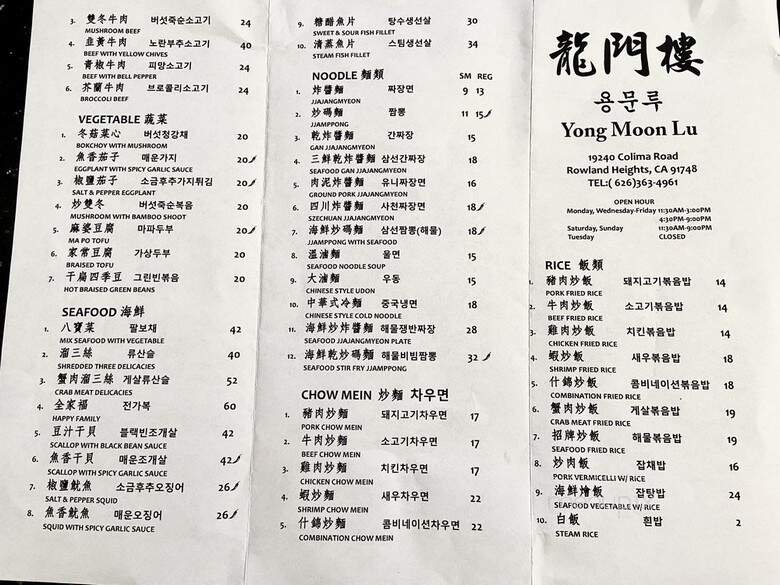 3. 雙冬牛肉 버섯죽순소고기 24
MUSHROOM BEEF
4. 韭黃牛肉 노란부추소고기 40
BEEF WITH YELLOW CHIVES
5. 青椒牛肉 피망소고기 24
BEEF WITH BELL PEPPER
6. 芥蘭牛肉 브로콜리소고기 24
BROCCOLI BEEF
VEGETABLE 蔬菜
1. 冬菇菜心 버섯청강채 20
BOKCHOY WITH MUSHROOM
2. 魚香茄子 매운가지 20
EGGPLANT WITH SPICY GARLIC SAUCE
3. 椒鹽茄子 소금후추가지튀김 20
SALT & PEPPER EGGPLANT
4. 炒雙冬 버섯죽순볶음 20
MUSHROOM WITH BAMBOO SHOOT
5. 麻婆豆腐 마파두부 20
MA PO TOFU
6. 家常豆腐 가상두부 20
BRAISED TOFU
7. 干扁四季豆 그린빈볶음 20
HOT BRAISED GREEN BEANS
SEAFOOD 海鮮
1. 八寶菜 팔보채 42
MIX SEAFOOD WITH VEGETABLE
2. 溜三絲 류산슬 40
SHREDDED THREE DELICACIES
3. 蟹肉溜三絲 게살류산슬 52
CRAB MEAT DELICACIES
4. 全家福 전가복 60
HAPPY FAMILY
5. 豆汁干貝 블랙빈조개살 42
SCALLOP WITH BLACK BEAN SAUCE
6. 魚香干貝 매운조개살 42
SCALLOP WITH SPICY GARLIC SAUCE
7. 椒鹽魷魚 소금후추오징어 26
SALT & PEPPER SQUID
8. 魚香魷魚 매운오징어 26
SQUID WITH SPICY GARLIC SAUCE
9. 糖醋魚片 탕수생선살 30
SWEET & SOUR FISH FILLET
10. 清蒸魚片 스팀생선살 34
STEAM FISH FILLET
NOODLE 麵類 SM REG
1. 炸醬麵 짜장면 9 13
JJAJANGMYEON
2. 炒碼麵 짬뽕 11 15
JJAMPPONG
3. 乾炸醬麵 간짜장 15
GAN JJAJANGMYEON
4. 三鮮乾炸醬麵 삼선간짜장 18
SEAFOOD GAN JJAJANGMYEON
5. 肉泥炸醬麵 유니짜장면 16
GROUND PORK JJAJANGMYEON
6. 四川炸醬麵 사천짜장면 18
SZECHUAN JJAJANGMYEON
7. 海鮮炒碼麵 삼선짬뽕(해물) 18
JJAMPPONG WITH SEAFOOD
8. 溫滷麵 울면 15
SEAFOOD NOODLE SOUP
9. 大滷麵 우동 15
CHINESE STYLE UDON
10. 中華式冷麵 중국냉면 18
CHINESE STYLE COLD NOODLE
11. 海鮮炒炸醬麵 해물쟁반짜장 28
SEAFOOD JJAJANGMYEON PLATE
12. 海鮮乾炒碼麵 해물비빔짬뽕 32
SEAFOOD STIR FRY JJAMPPONG
CHOW MEIN 炒麵 차우면
1. 豬肉炒麵 돼지고기차우면 17
PORK CHOW MEIN
2. 牛肉炒麵 소고기차우면 17
BEEF CHOW MEIN
3. 雞肉炒麵 치킨차우면 17
CHICKEN CHOW MEIN
4. 蝦炒麵 새우차우면 22
SHRIMP CHOW MEIN
5. 什錦炒麵 콤비네이션차우면 22
COMBINATION CHOW MEIN
龍門樓
용문루
Yong Moon Lu
19240 Colima Road
Rowland Heights, CA 91748
TEL:( 626)363-4961
OPEN HOUR
Monday, Wednesday-Friday 11:30AM-3:00PM
4:30PM-9:00PM
Saturday, Sunday 11:30AM-9:00PM
Tuesday CLOSED
RICE 飯類
1. 豬肉炒飯 돼지고기볶음밥 14
PORK FRIED RICE
2. 牛肉炒飯 소고기볶음밥 14
BEEF FRIED RICE
3. 雞肉炒飯 치킨볶음밥 14
CHICKEN FRIED RICE
4. 蝦炒飯 새우볶음밥 18
SHRIMP FRIED RICE
5. 什錦炒飯 콤비네이션볶음밥 18
COMBINATION FRIED RICE
6. 蟹肉炒飯 게살볶음밥 19
CRAB MEAT FRIED RICE
7. 招牌炒飯 해물볶음밥 19
SEAFOOD FRIED RICE
8. 炒肉飯 잡채밥 16
PORK VERMICELLI W/ RICE
9. 海鮮燴飯 잡탕밥 24
SEAFOOD VEGETABLE W/ RICE
10. 白飯 흰밥 2
STEAM RICE